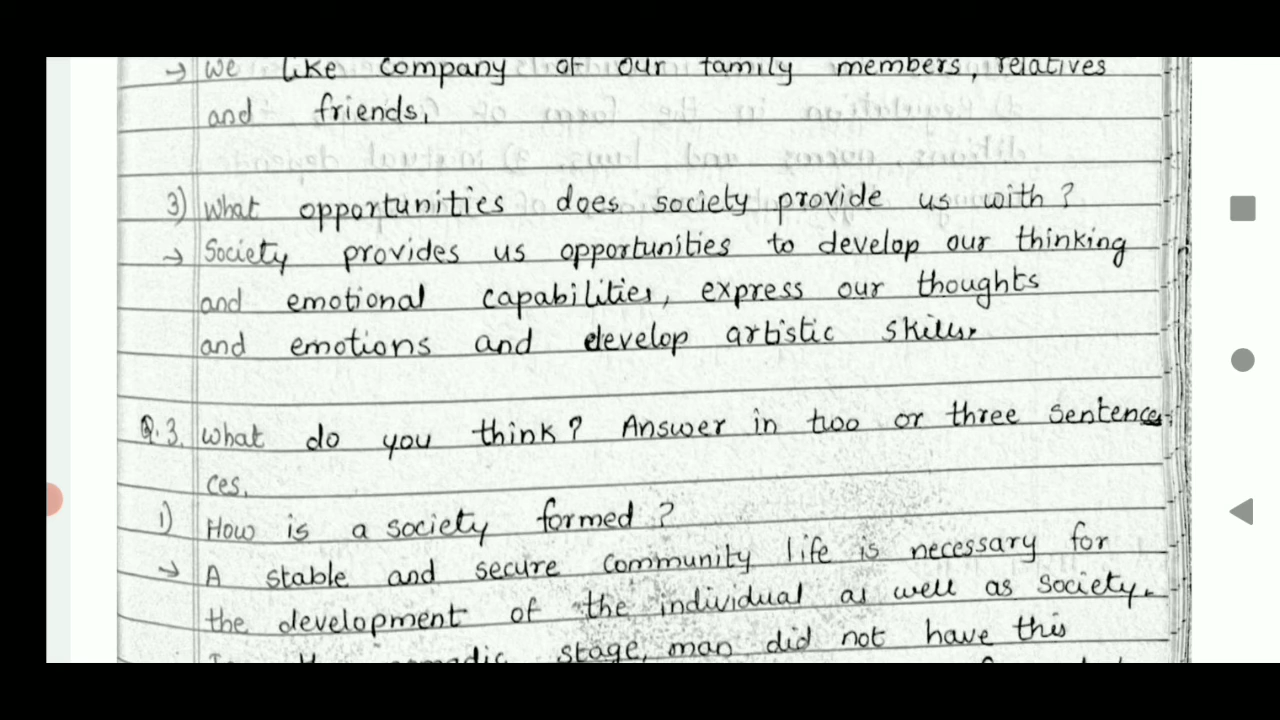 → We like company of our family members, relatives
and friends,
3) What opportunities does society provide us with?
→ Society provides us opportunities to develop our thinking
and emotional capabilities, express our thoughts
and emotions and develop artistic skills.
Q.3. What do you think? Answer in two or three sentences
ces.
i) How is a society formed?
→ A stable and secure community life is necessary for
the development of the individual as well as society.
stage, man did not have this